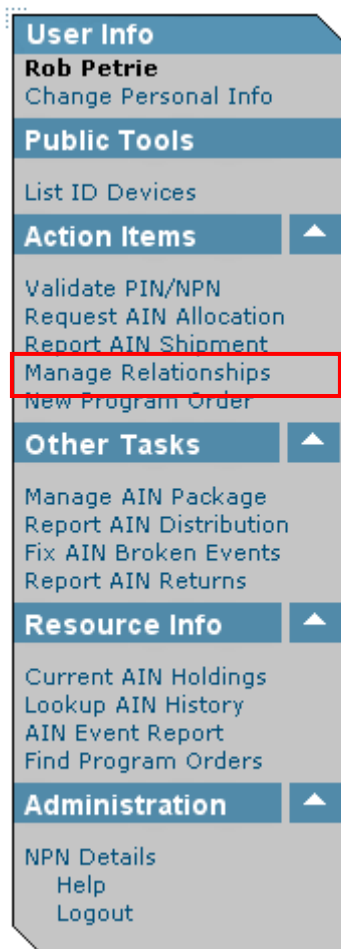 User Info
Rob Petrie
Change Personal Info
Public Tools
List ID Devices
Action Items
Validate PIN/NPN
Request AIN Allocation
Report AIN Shipment
Manage Relationships
New Program Order
Other Tasks
Manage AIN Package
Report AIN Distribution
Fix AIN Broken Events
Report AIN Returns
Resource Info
Current AIN Holdings
Lookup AIN History
AIN Event Report
Find Program Orders
Administration
NPN Details
Help
Logout